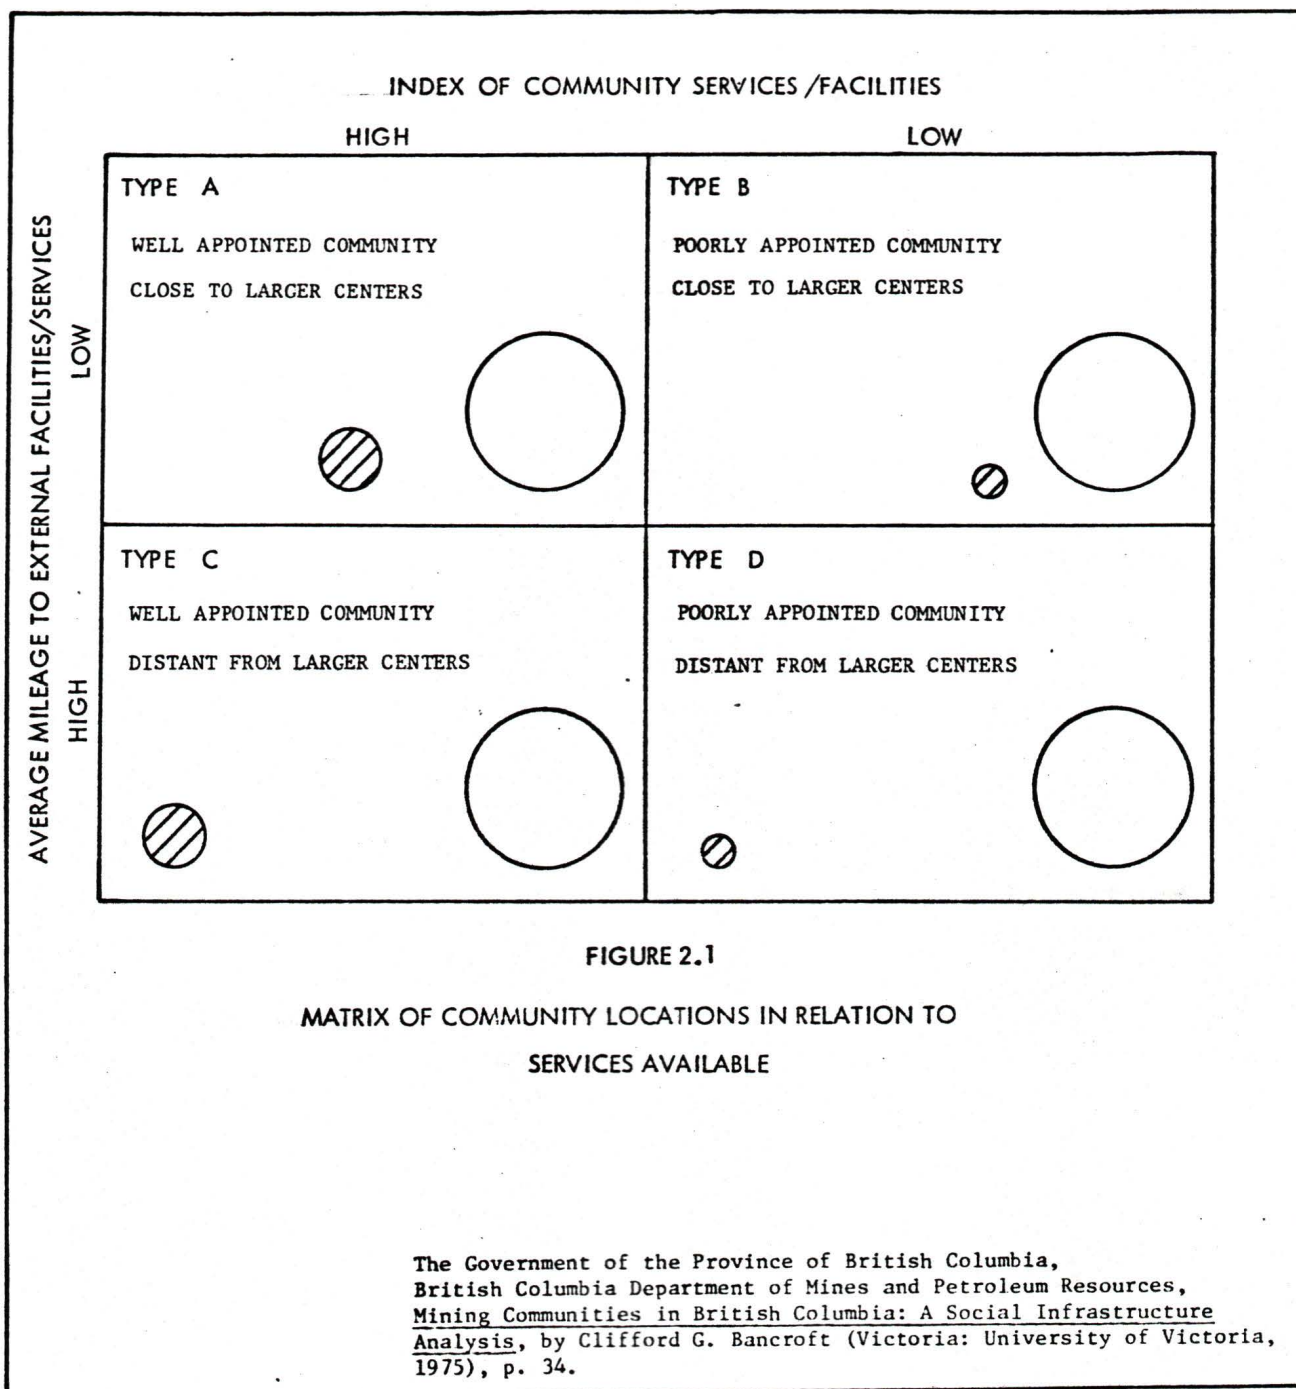 INDEX OF COMMUNITY SERVICES /FACILITIES
HIGH LOW
AVERAGE MILEAGE TO EXTERNAL FACILITIES/SERVICES
LOW
HIGH
TYPE A
WELL APPOINTED COMMUNITY
CLOSE TO LARGER CENTERS
TYPE B
POORLY APPOINTED COMMUNITY
CLOSE TO LARGER CENTERS
TYPE C
WELL APPOINTED COMMUNITY
DISTANT FROM LARGER CENTERS
TYPE D
POORLY APPOINTED COMMUNITY
DISTANT FROM LARGER CENTERS
FIGURE 2.1
MATRIX OF COMMUNITY LOCATIONS IN RELATION TO
SERVICES AVAILABLE
The Government of the Province of British Columbia,
British Columbia Department of Mines and Petroleum Resources,
Mining Communities in British Columbia: A Social Infrastructure
Analysis, by Clifford G. Bancroft (Victoria: University of Victoria,
1975), p. 34.